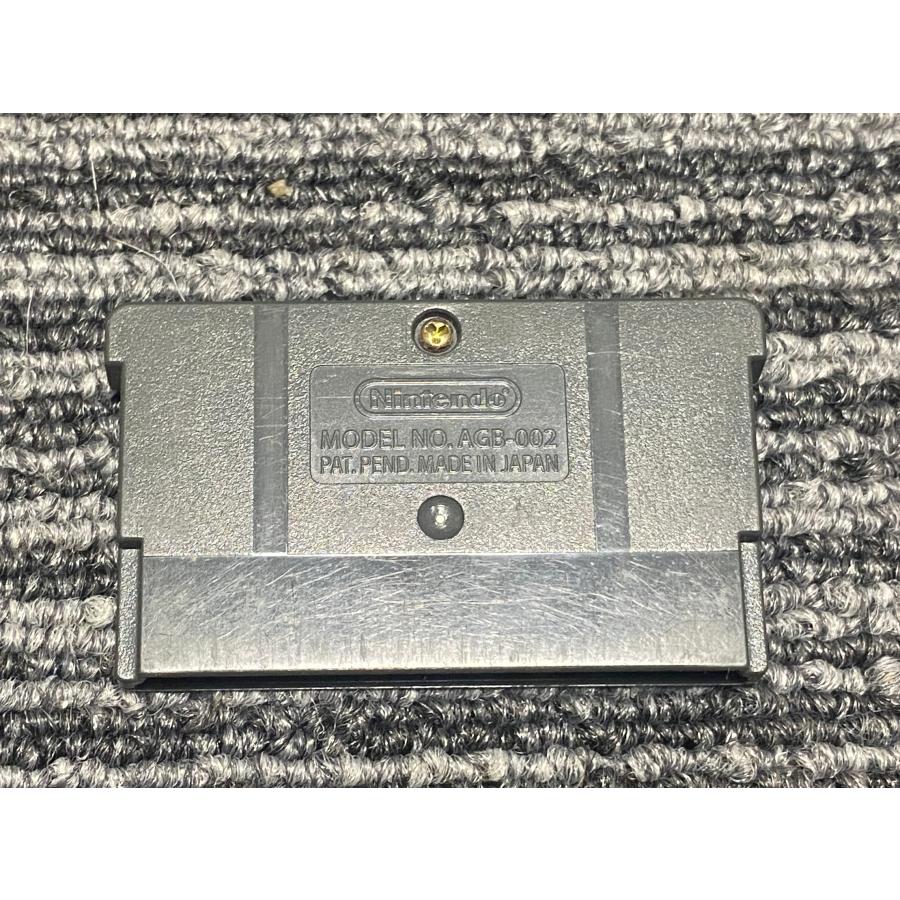 Nintendo
MODEL NO. AGB-002
PAT. PEND. MADE IN JAPAN